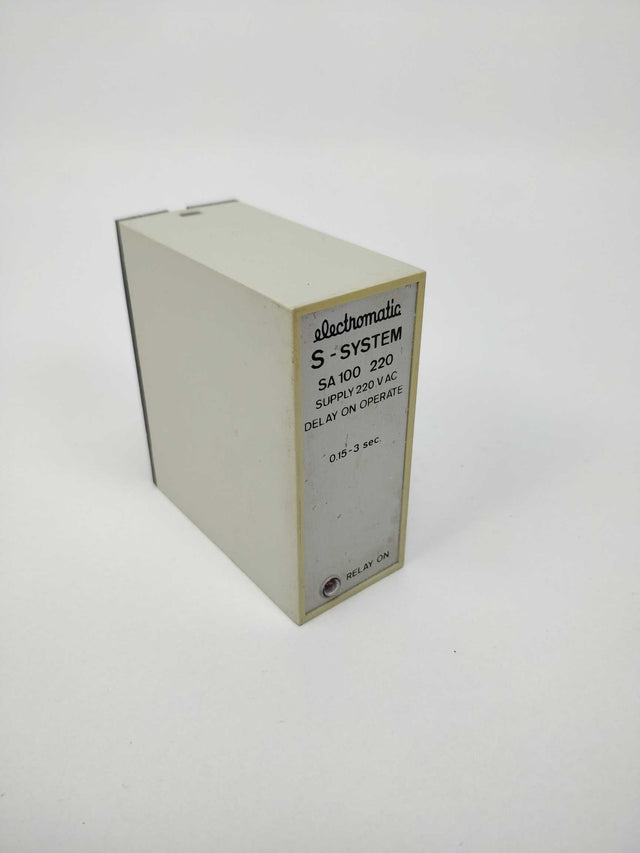 electromatic
S-SYSTEM
SA 100 220
SUPPLY 220 V AC
DELAY ON OPERATE
0,15-3 sec.
RELAY ON